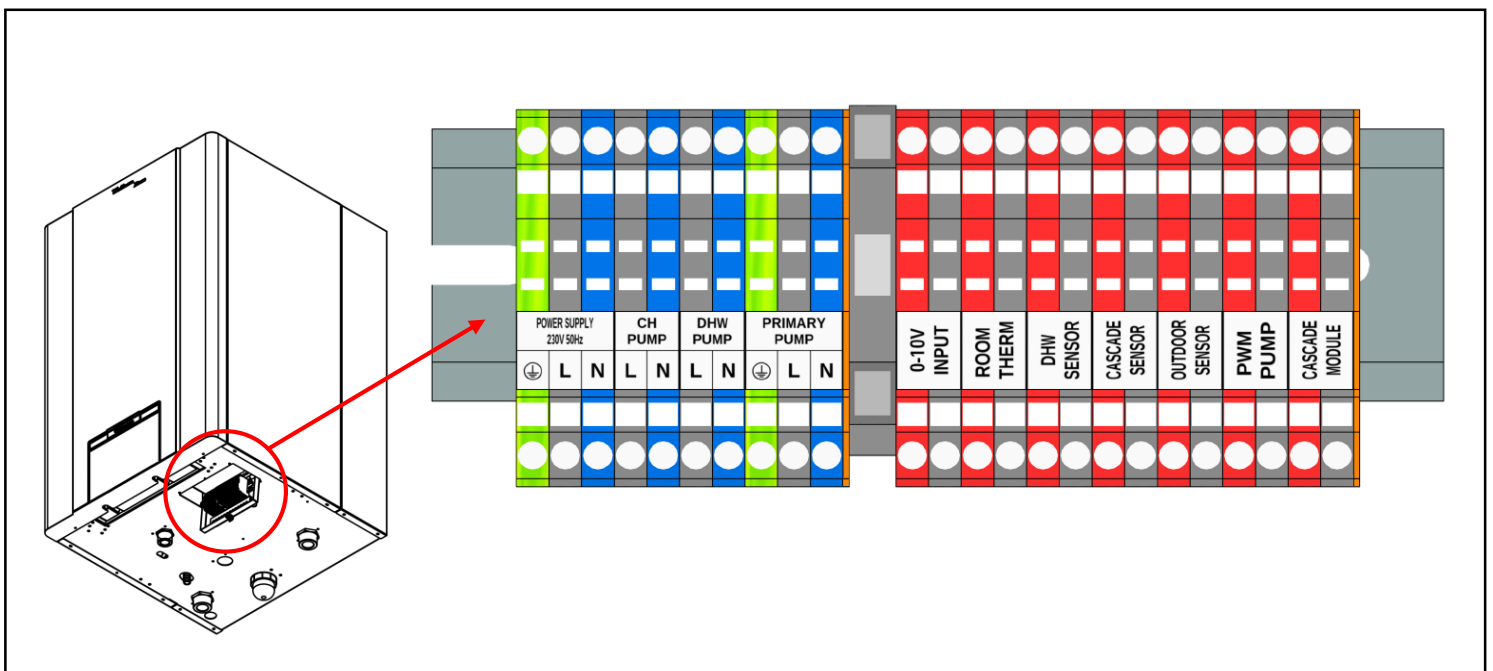 POWER SUPPLY
230V 50Hz
CH
PUMP
DHW
PUMP
PRIMARY
PUMP
L N L N L N L N
0-10V
INPUT
ROOM
THERM
DHW
SENSOR
CASCADE
SENSOR
OUTDOOR
SENSOR
PWM
PUMP
CASCADE
MODULE